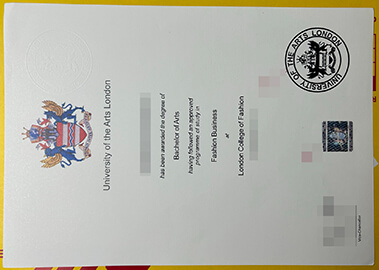 University of the Arts London
has been awarded the degree of
Bachelor of Arts
having followed an approved
programme of study in
Fashion Business
at
London College of Fashion
UNIVERSITY OF THE ARTS LONDON